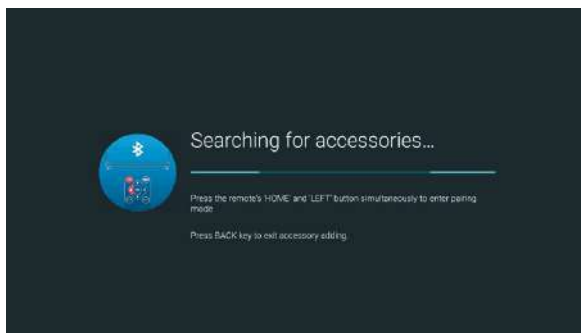 Searching for accessories...
Press the remote's 'HOME' and 'LEFT' button simultaneously to enter pairing
mode
Press BACK key to exit accessory adding.